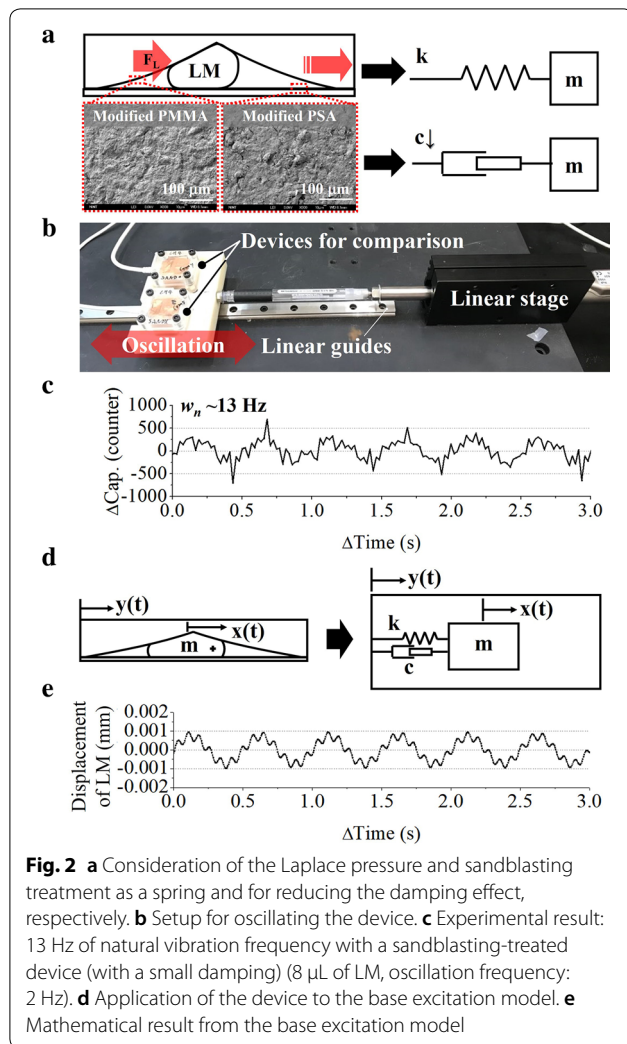 a
F_L
LM
k
m
Modified PMMA
Modified PSA
100 μm
100 μm
c↓
m
b
Devices for comparison
Linear stage
Oscillation
Linear guides
c
w_n ~13 Hz
ΔCap. (counter)
1000
500
0
-500
-1000
0.0 0.5 1.0 1.5 2.0 2.5 3.0
ΔTime (s)
d
y(t)
x(t)
m
y(t)
k
x(t)
m
c
e
Displacement
of LM (mm)
0.002
0.001
0.000
-0.001
-0.002
0.0 0.5 1.0 1.5 2.0 2.5 3.0
ΔTime (s)
Fig. 2 a Consideration of the Laplace pressure and sandblasting
treatment as a spring and for reducing the damping effect,
respectively. b Setup for oscillating the device. c Experimental result:
13 Hz of natural vibration frequency with a sandblasting-treated
device (with a small damping) (8 μL of LM, oscillation frequency:
2 Hz). d Application of the device to the base excitation model. e
Mathematical result from the base excitation model